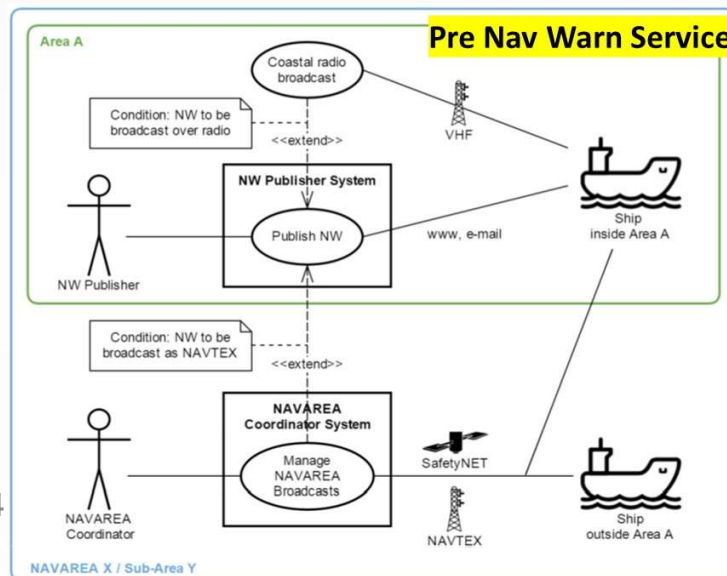 Pre Nav Warn Service
Area A
Coastal radio
broadcast
Condition: NW to be
broadcast over radio
<<extend>>
VHF
NW Publisher System
Publish NW
www, e-mail
Ship
inside Area A
NW Publisher
Condition: NW to be
broadcast as NAVTEX
<<extend>>
NAVAREA
Coordinator System
Manage
NAVAREA
Broadcasts
SafetyNET
NAVTEX
NAVAREA
Coordinator
Ship
outside Area A
NAVAREA X / Sub-Area Y